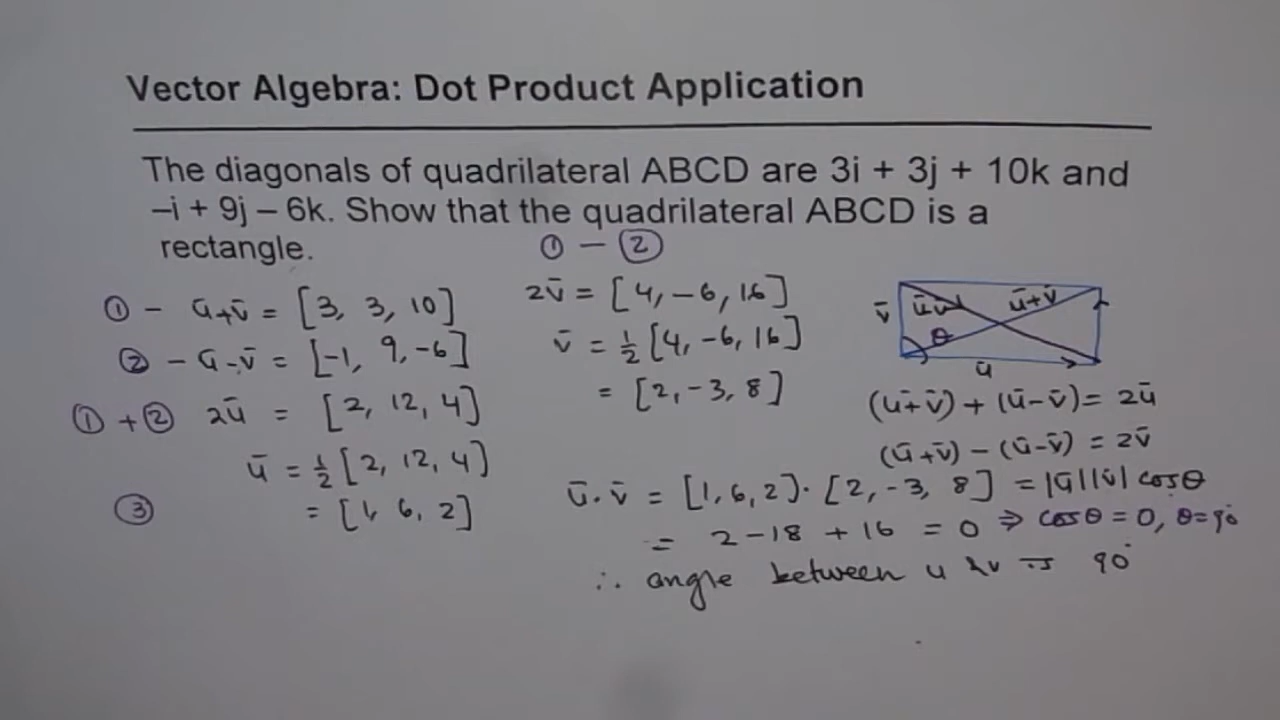 Vector Algebra: Dot Product Application
The diagonals of quadrilateral ABCD are 3i + 3j + 10k and
–i + 9j – 6k. Show that the quadrilateral ABCD is a
rectangle.
① – ū+v̄ = [3, 3, 10]
② – ū-v̄ = [-1, 9, -6]
① + ② 2ū = [2, 12, 4]
ū = ½ [2, 12, 4]
③ = [1, 6, 2]
① – ②
2v̄ = [4, -6, 16]
v̄ = ½ [4, -6, 16]
= [2, -3, 8]
v̄ ū+v̄
θ
ū
(ū+v̄) + (ū-v̄) = 2ū
(ū+v̄) – (ū-v̄) = 2v̄
ū·v̄ = [1, 6, 2]·[2, -3, 8] = |ū||v̄| cosθ
= 2 - 18 + 16 = 0 ⇒ cosθ = 0, θ = 90°
∴ angle between u & v is 90°